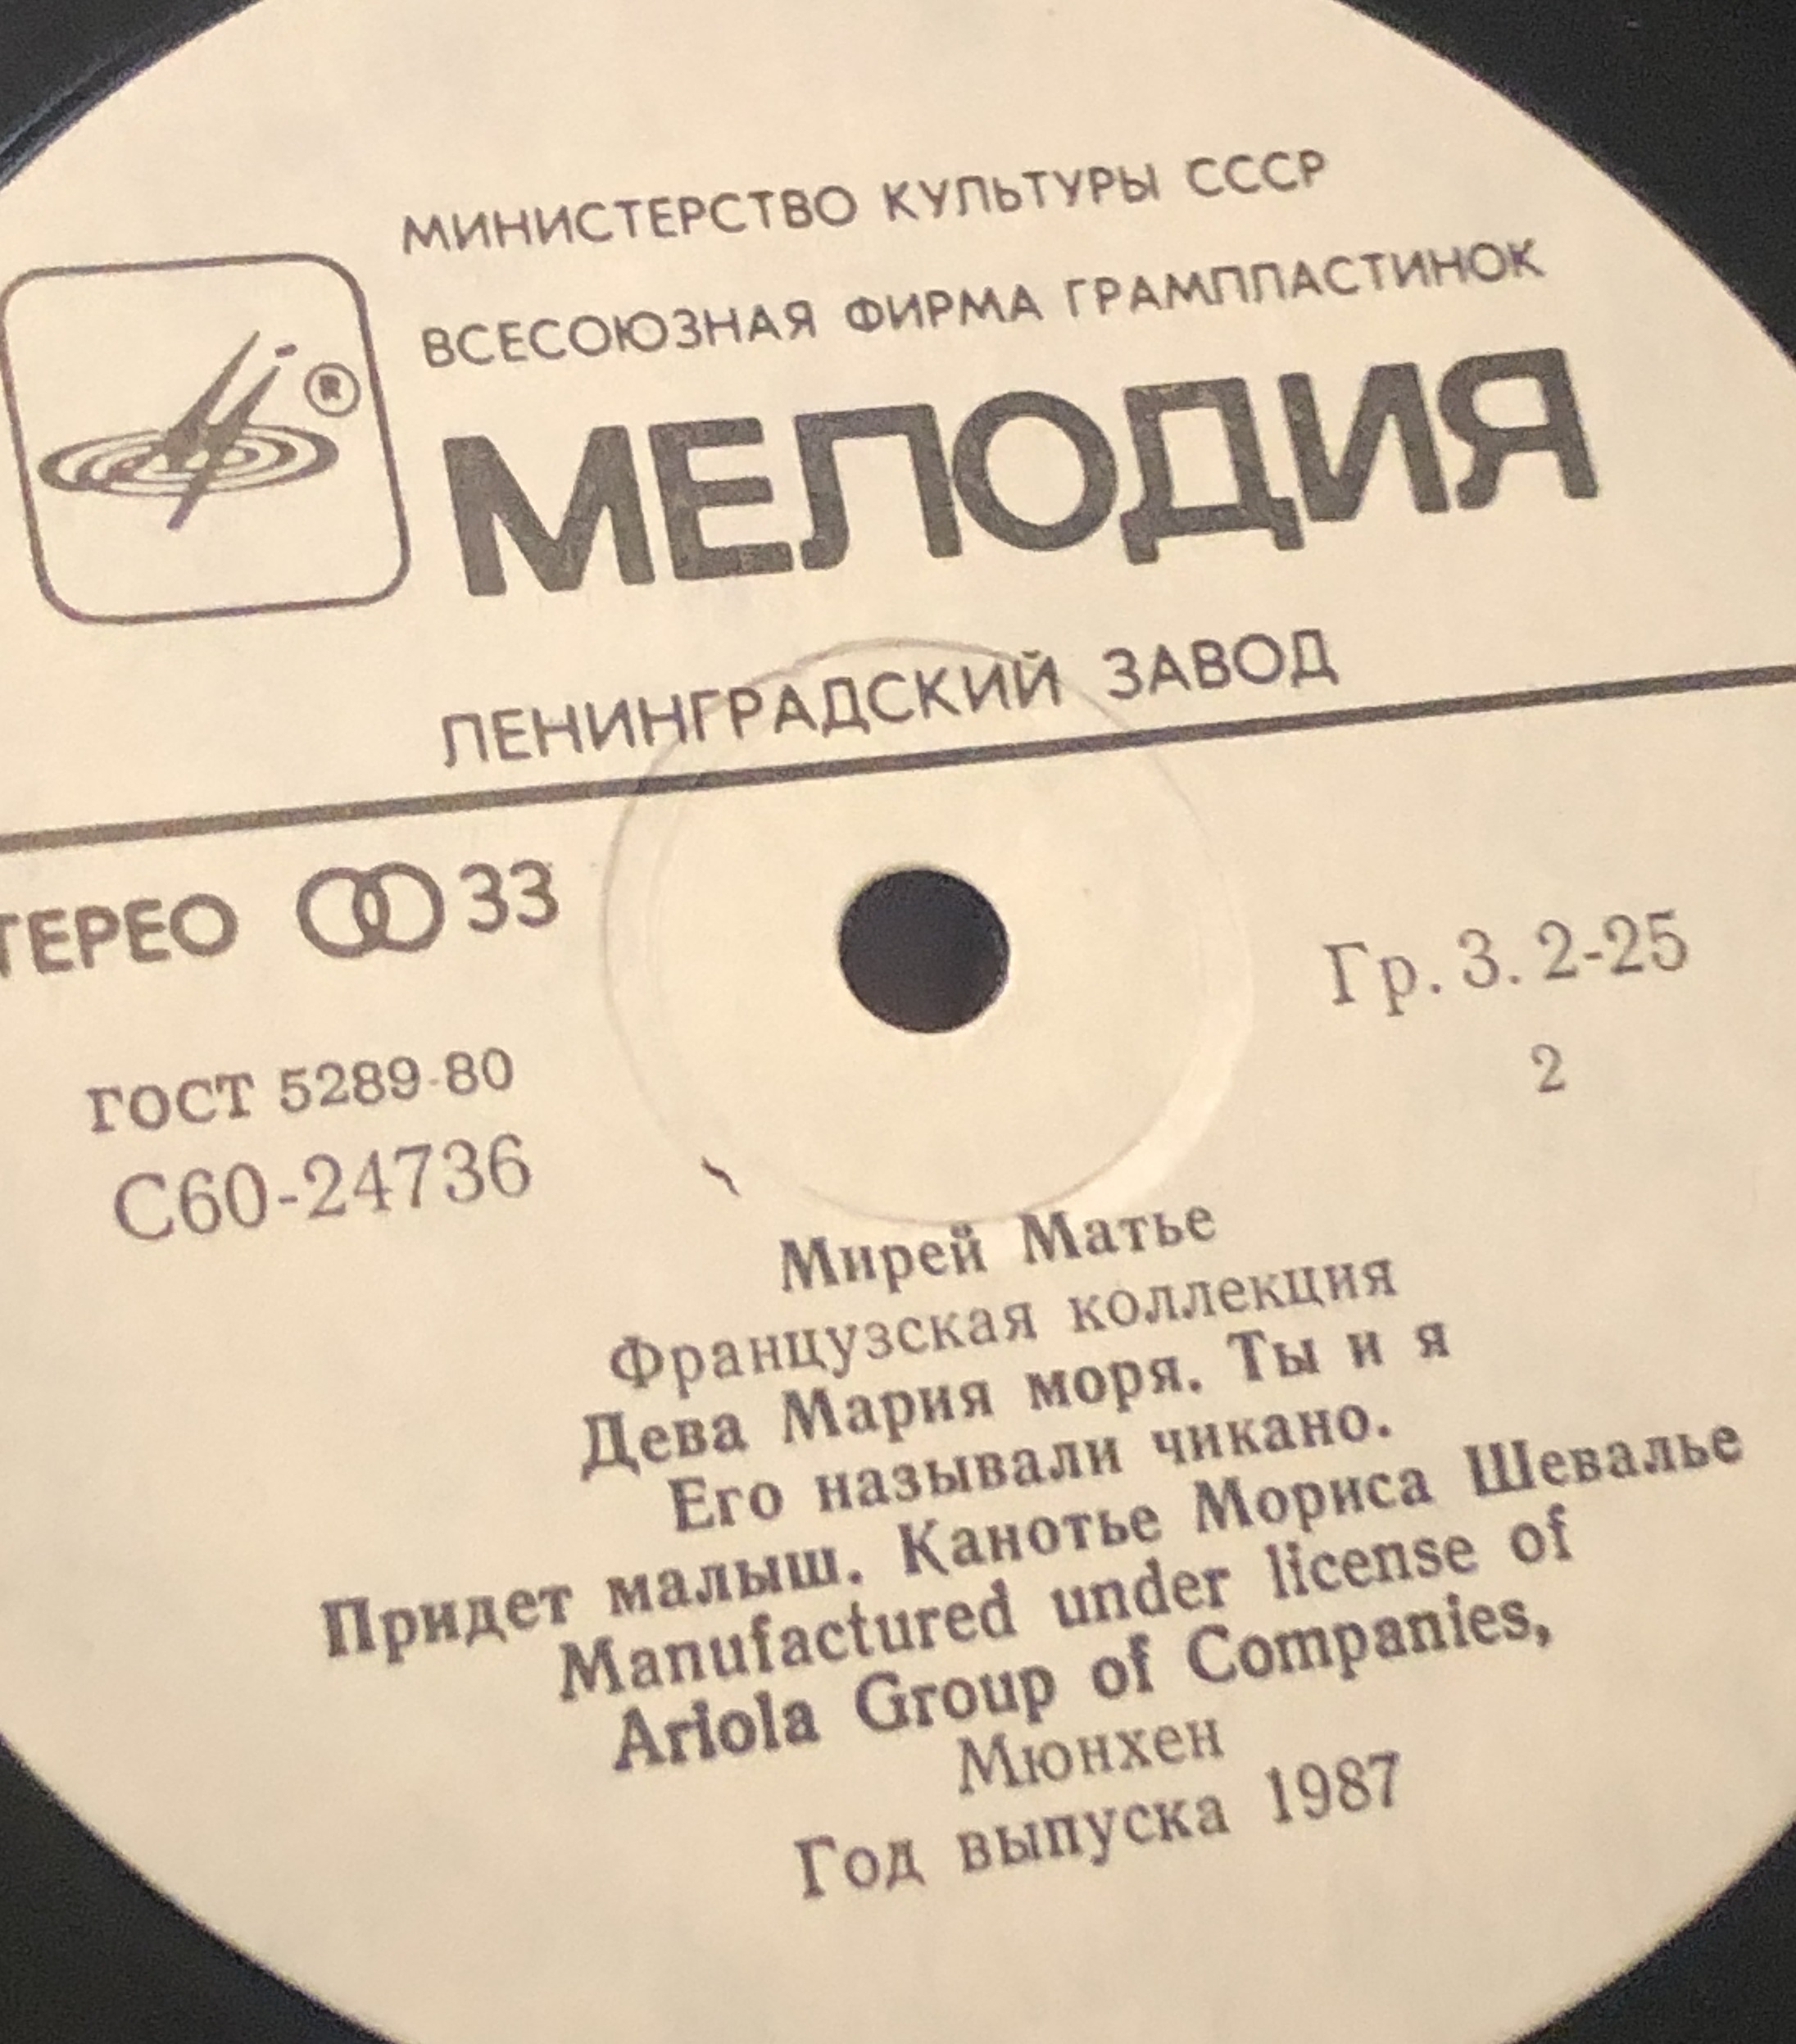 МИНИСТЕРСТВО КУЛЬТУРЫ СССР
ВСЕСОЮЗНАЯ ФИРМА ГРАМПЛАСТИНОК
®
МЕЛОДИЯ
ЛЕНИНГРАДСКИЙ ЗАВОД
ТЕРЕО 33
Гр. 3. 2-25
ГОСТ 5289-80
2
С60-24736
Мирей Матье
Французская коллекция
Дева Мария моря. Ты и я
Его называли чикано.
Придет малыш. Канотье Мориса Шевалье
Manufactured under license of
Ariola Group of Companies,
Мюнхен
Год выпуска 1987